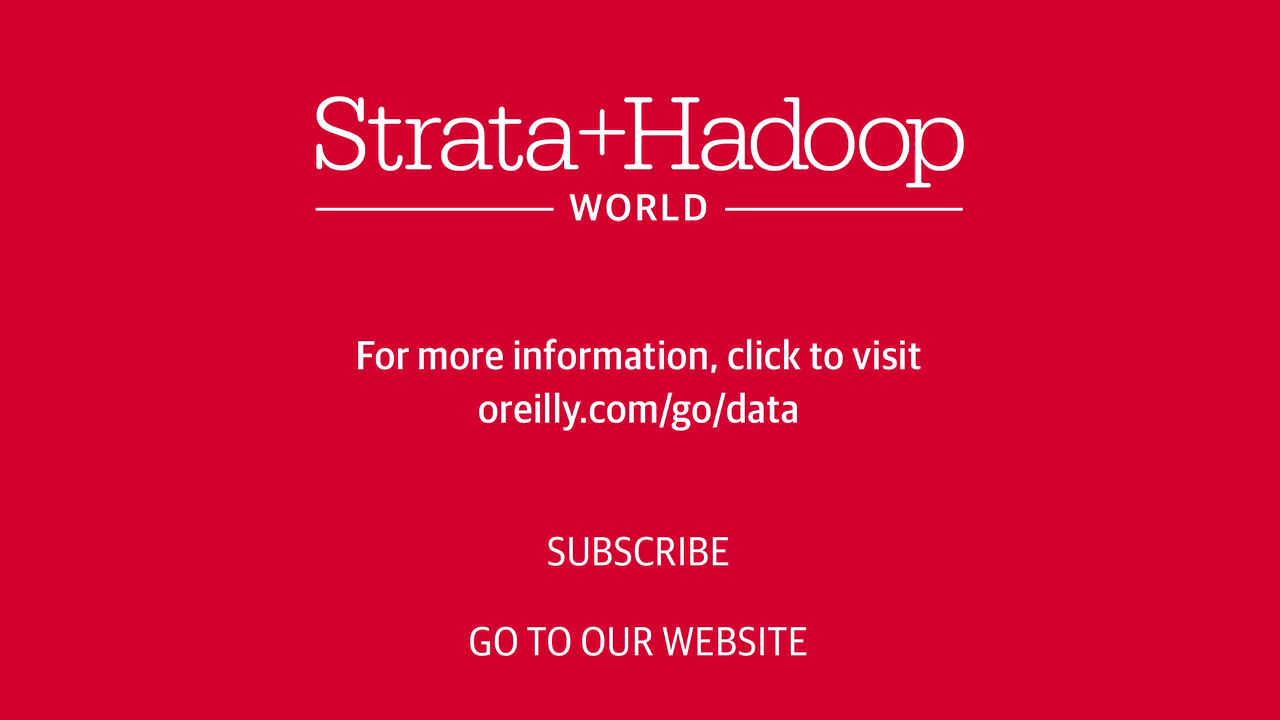 Strata+Hadoop
WORLD
For more information, click to visit
oreilly.com/go/data
SUBSCRIBE
GO TO OUR WEBSITE